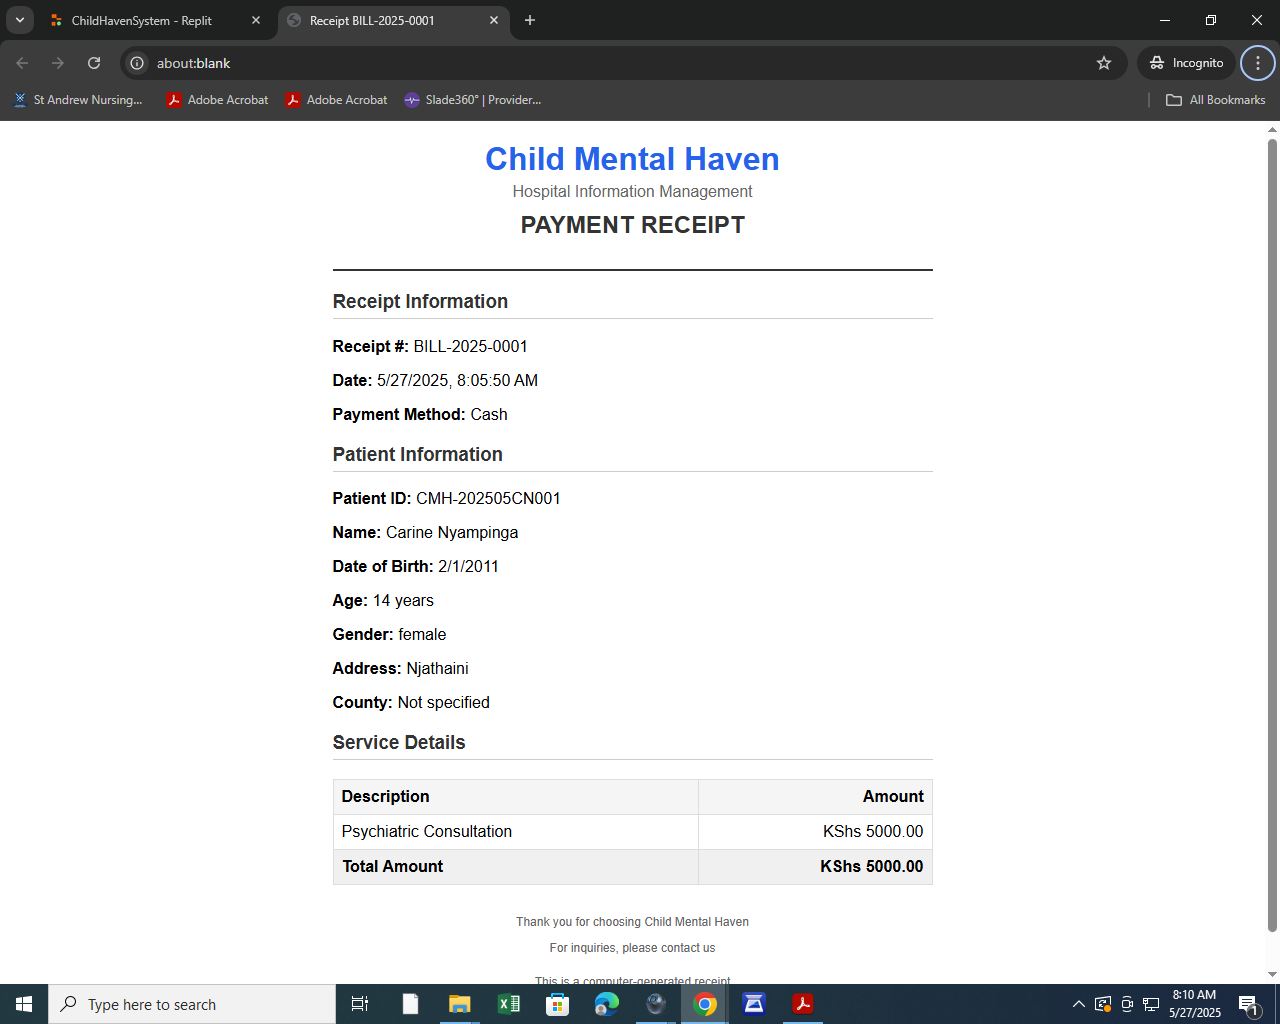 ChildHavenSystem - Replit
Receipt BILL-2025-0001
about:blank
Incognito
St Andrew Nursing...
Adobe Acrobat
Adobe Acrobat
Slade360° | Provider...
All Bookmarks
Child Mental Haven
Hospital Information Management
PAYMENT RECEIPT
Receipt Information
Receipt #: BILL-2025-0001
Date: 5/27/2025, 8:05:50 AM
Payment Method: Cash
Patient Information
Patient ID: CMH-202505CN001
Name: Carine Nyampinga
Date of Birth: 2/1/2011
Age: 14 years
Gender: female
Address: Njathaini
County: Not specified
Service Details
Description Amount
Psychiatric Consultation KShs 5000.00
Total Amount KShs 5000.00
Thank you for choosing Child Mental Haven
For inquiries, please contact us
This is a computer-generated receipt
Type here to search
8:10 AM
5/27/2025
1